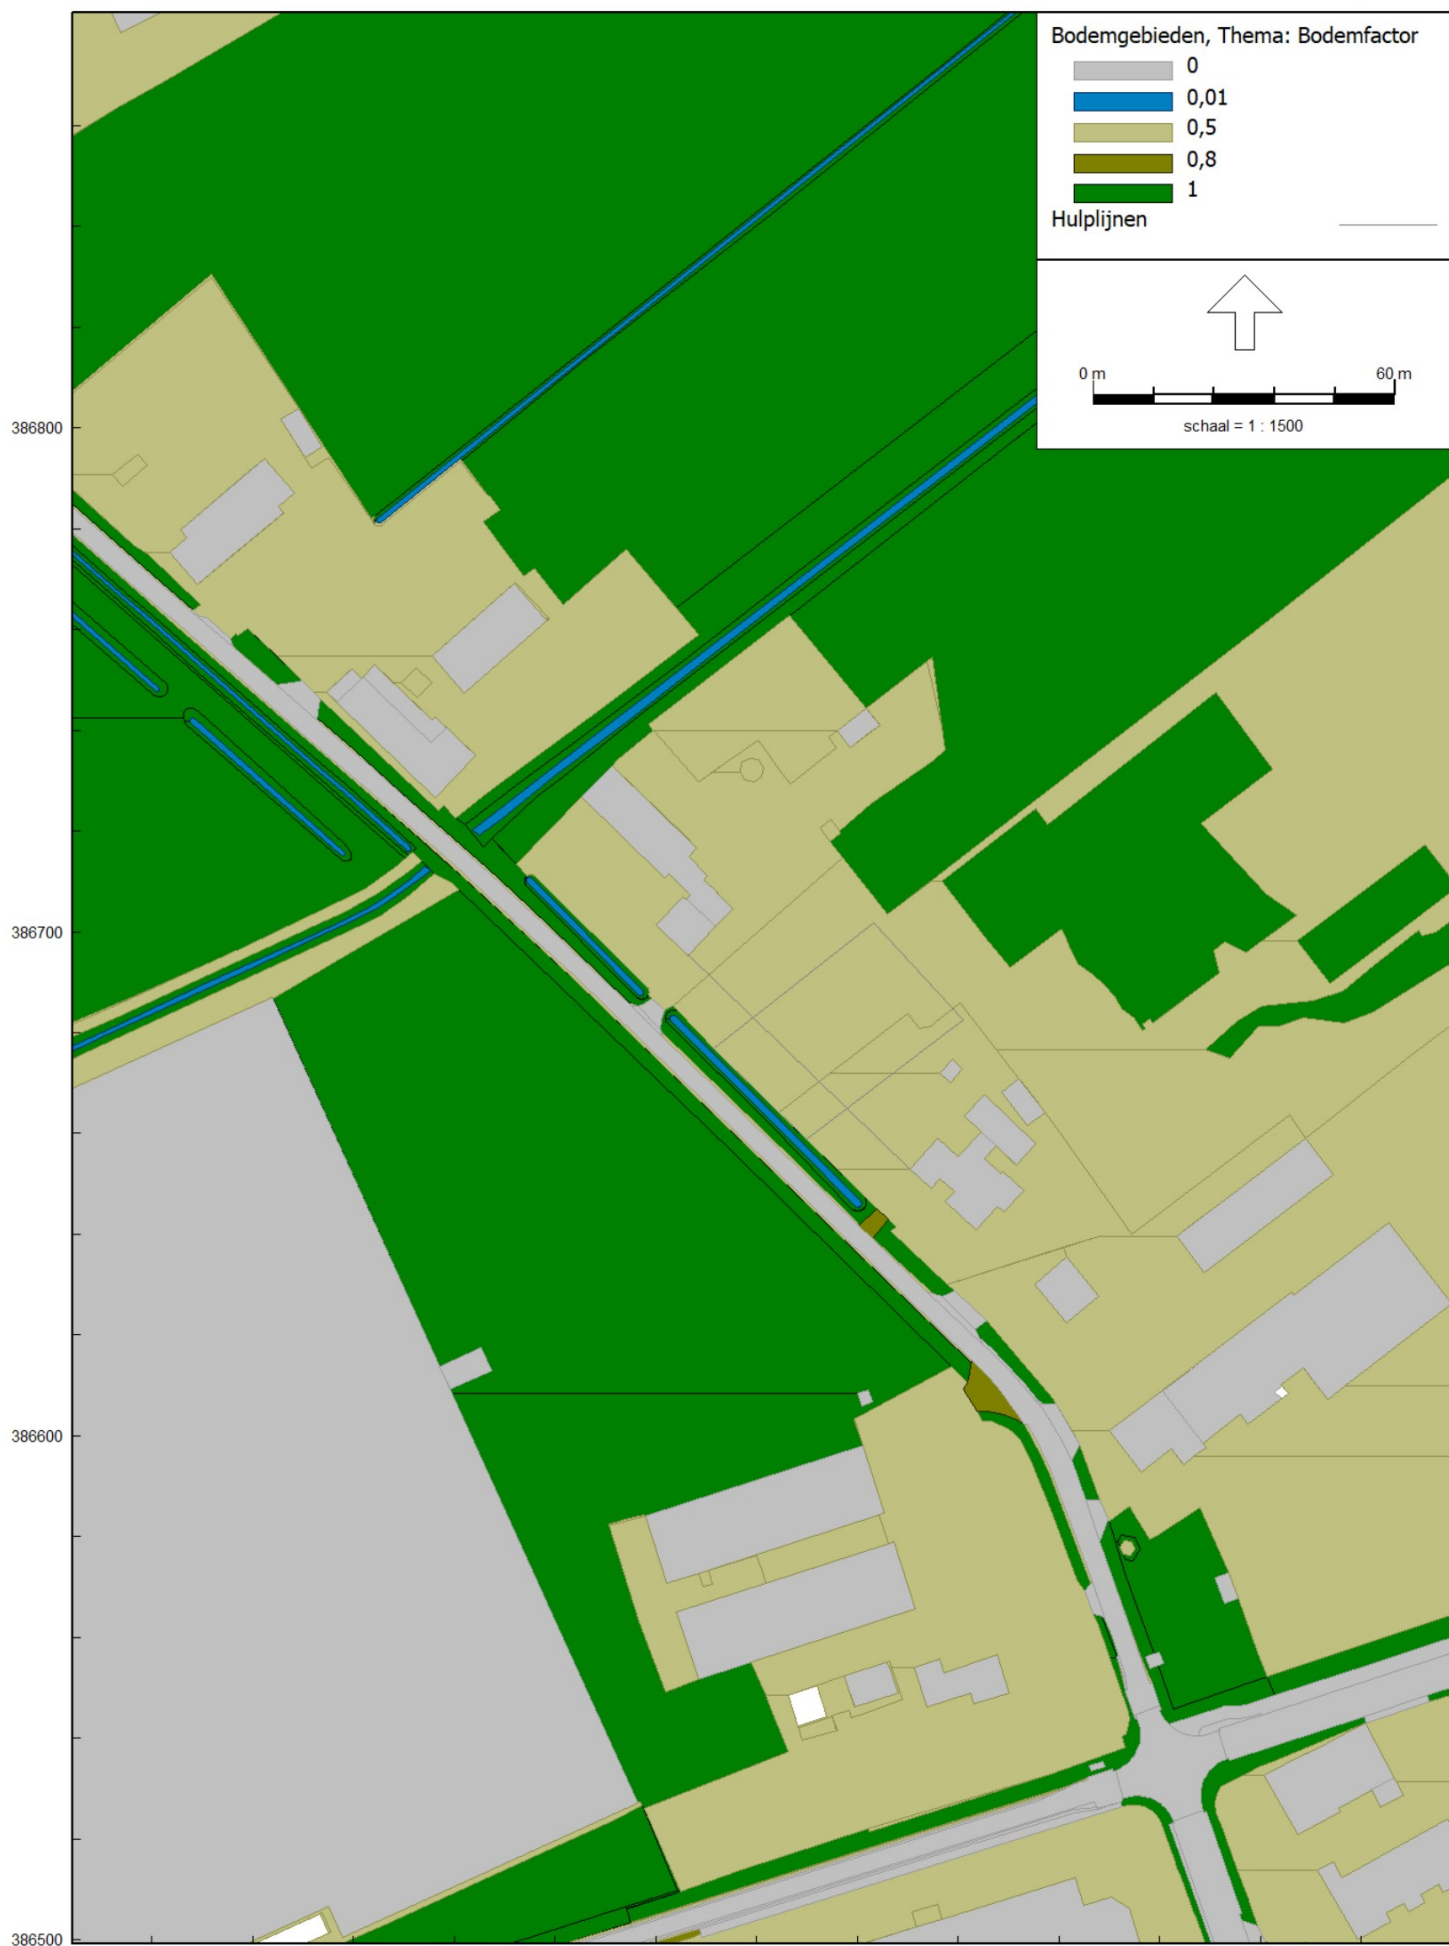 Bodemgebieden, Thema: Bodemfactor
0
0,01
0,5
0,8
1
Hulplijnen
0 m 60 m
schaal = 1 : 1500
386800
386700
386600
386500